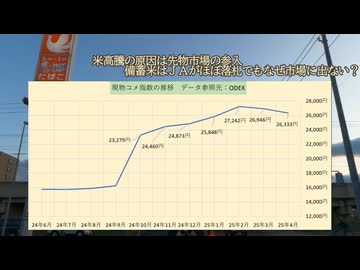 米高騰の原因は先物市場の参入
備蓄米はＪＡがほぼ落札でもなぜ市場に出ない？
たばこ
現物コメ指数の推移　データ参照元：ODEX
28,000円
26,000円
24,000円
22,000円
20,000円
18,000円
16,000円
14,000円
12,000円
23,279円
24,460円
24,873円
25,848円
27,242円
26,946円
26,333円
24年6月 24年7月 24年8月 24年9月 24年10月 24年11月 24年12月 25年1月 25年2月 25年3月 25年4月